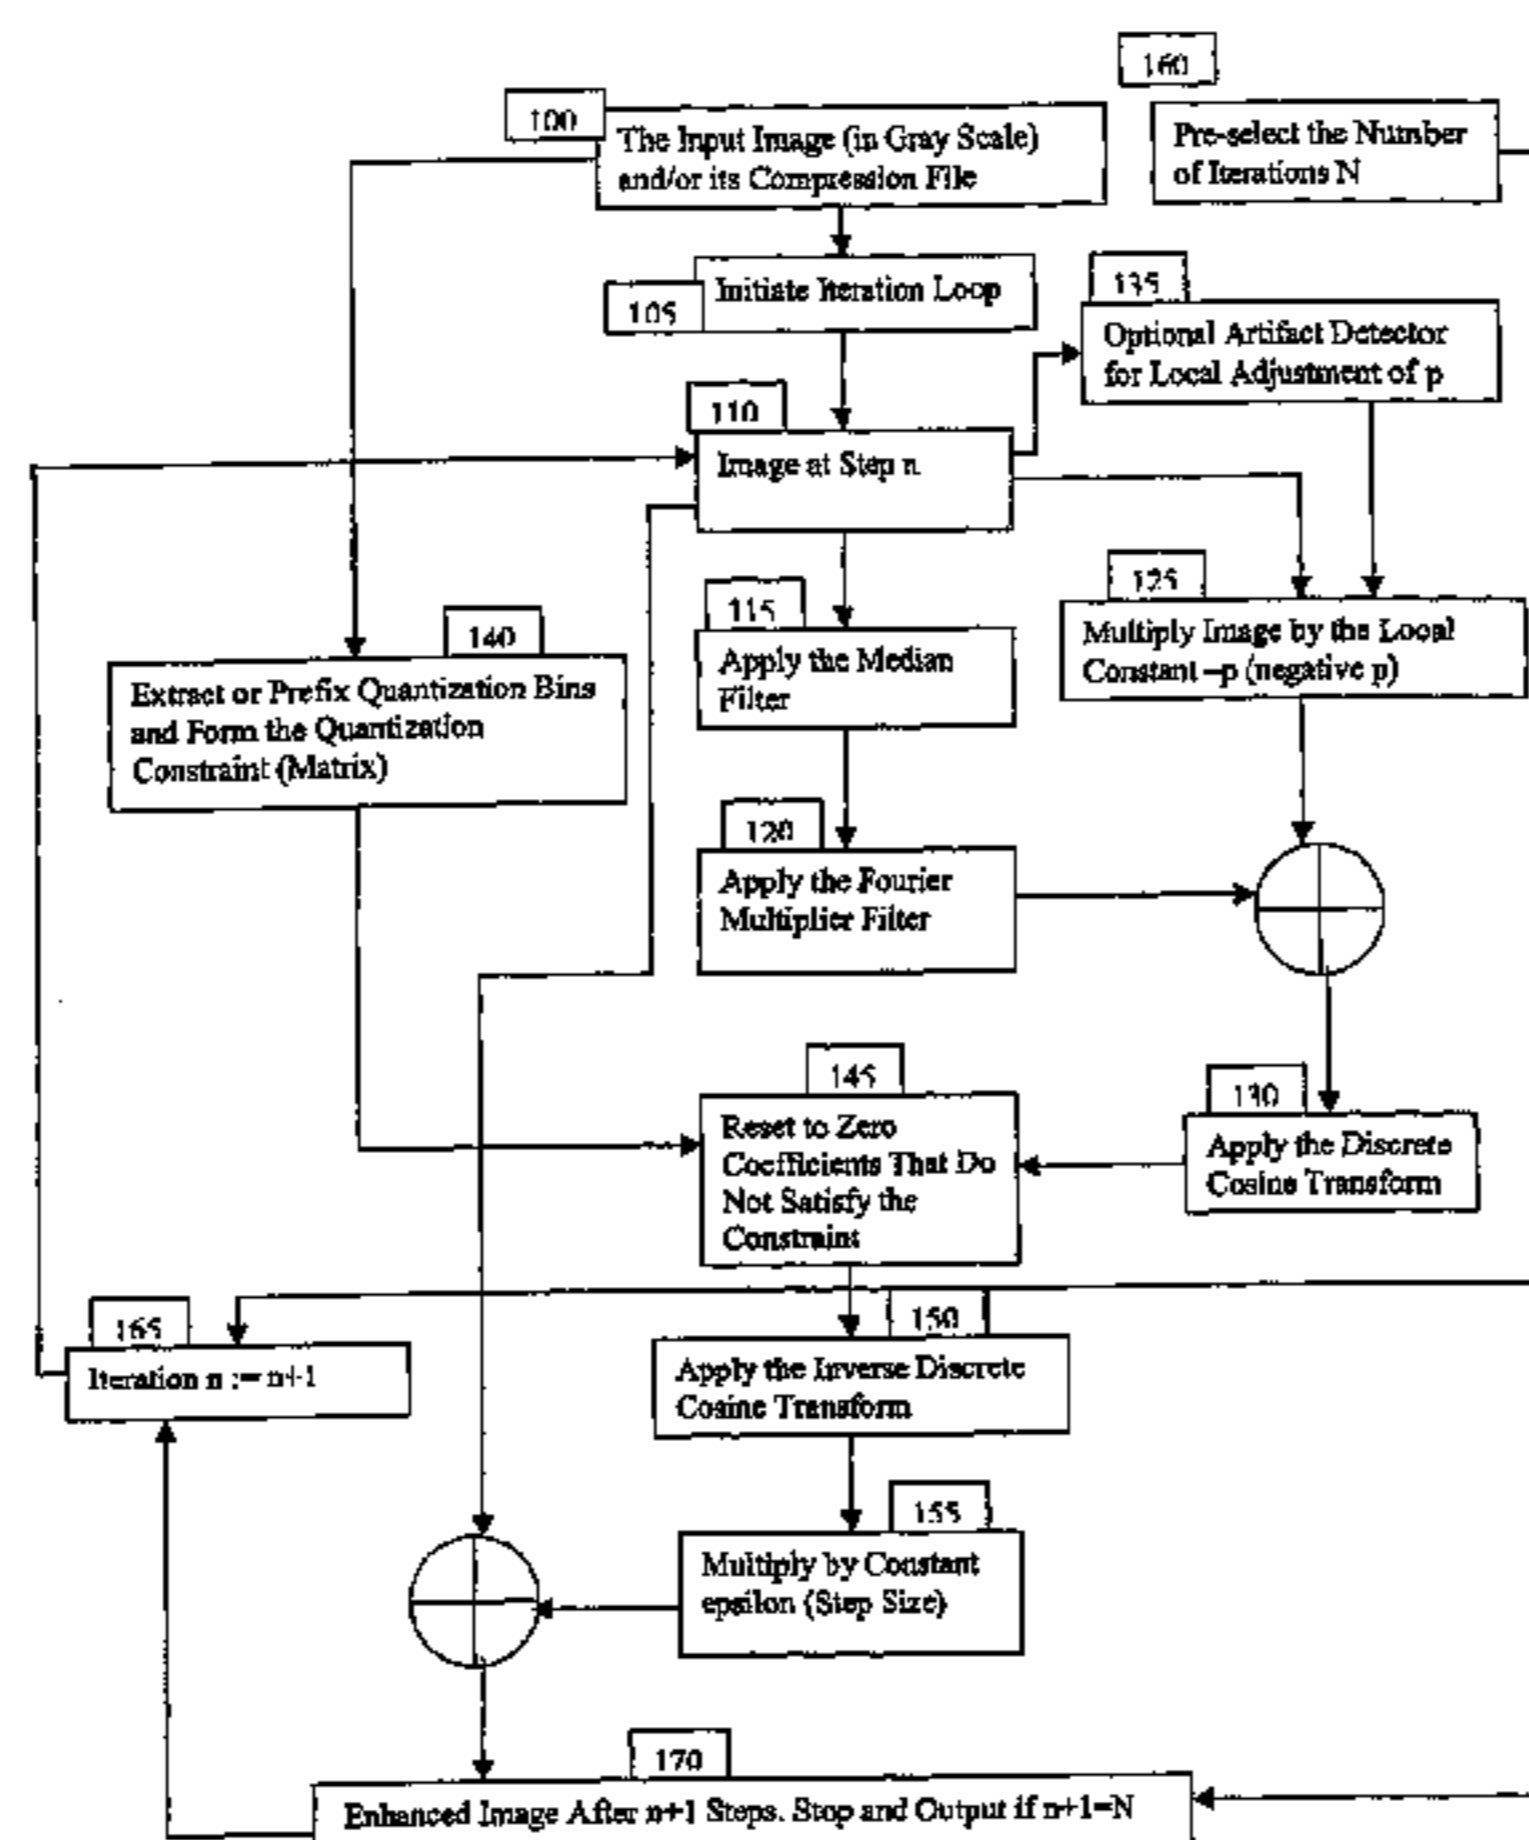 160
100
Pre-select the Number
of Iterations N
The Input Image (in Gray Scale)
and/or its Compression File
135
105
Initiate Iteration Loop
Optional Artifact Detector
for Local Adjustment of p
110
Image at Step n
125
115
140
Multiply Image by the Local
Constant –p (negative p)
Apply the Median
Filter
Extract or Prefix Quantization Bins
and Form the Quantization
Constraint (Matrix)
120
Apply the Fourier
Multiplier Filter
145
130
Reset to Zero
Coefficients That Do
Not Satisfy the
Constraint
Apply the Discrete
Cosine Transform
165
150
Iteration n := n+1
Apply the Inverse Discrete
Cosine Transform
155
Multiply by Constant
epsilon (Step Size)
170
Enhanced Image After n+1 Steps. Stop and Output if n+1=N